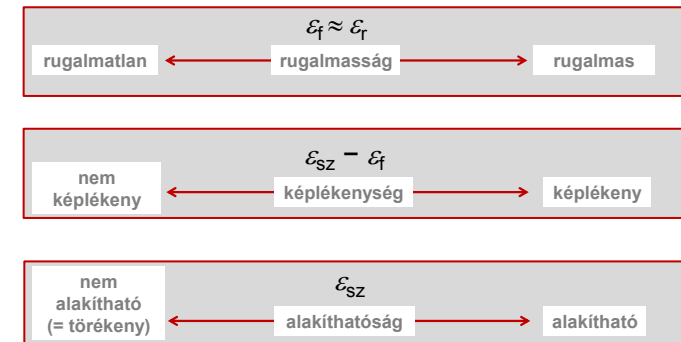 εf ≈ εr
rugalmatlan rugalmasság rugalmas
εsz − εf
nem
képlékeny képlékenység képlékeny
εsz
nem
alakítható
(= törékeny) alakíthatóság alakítható